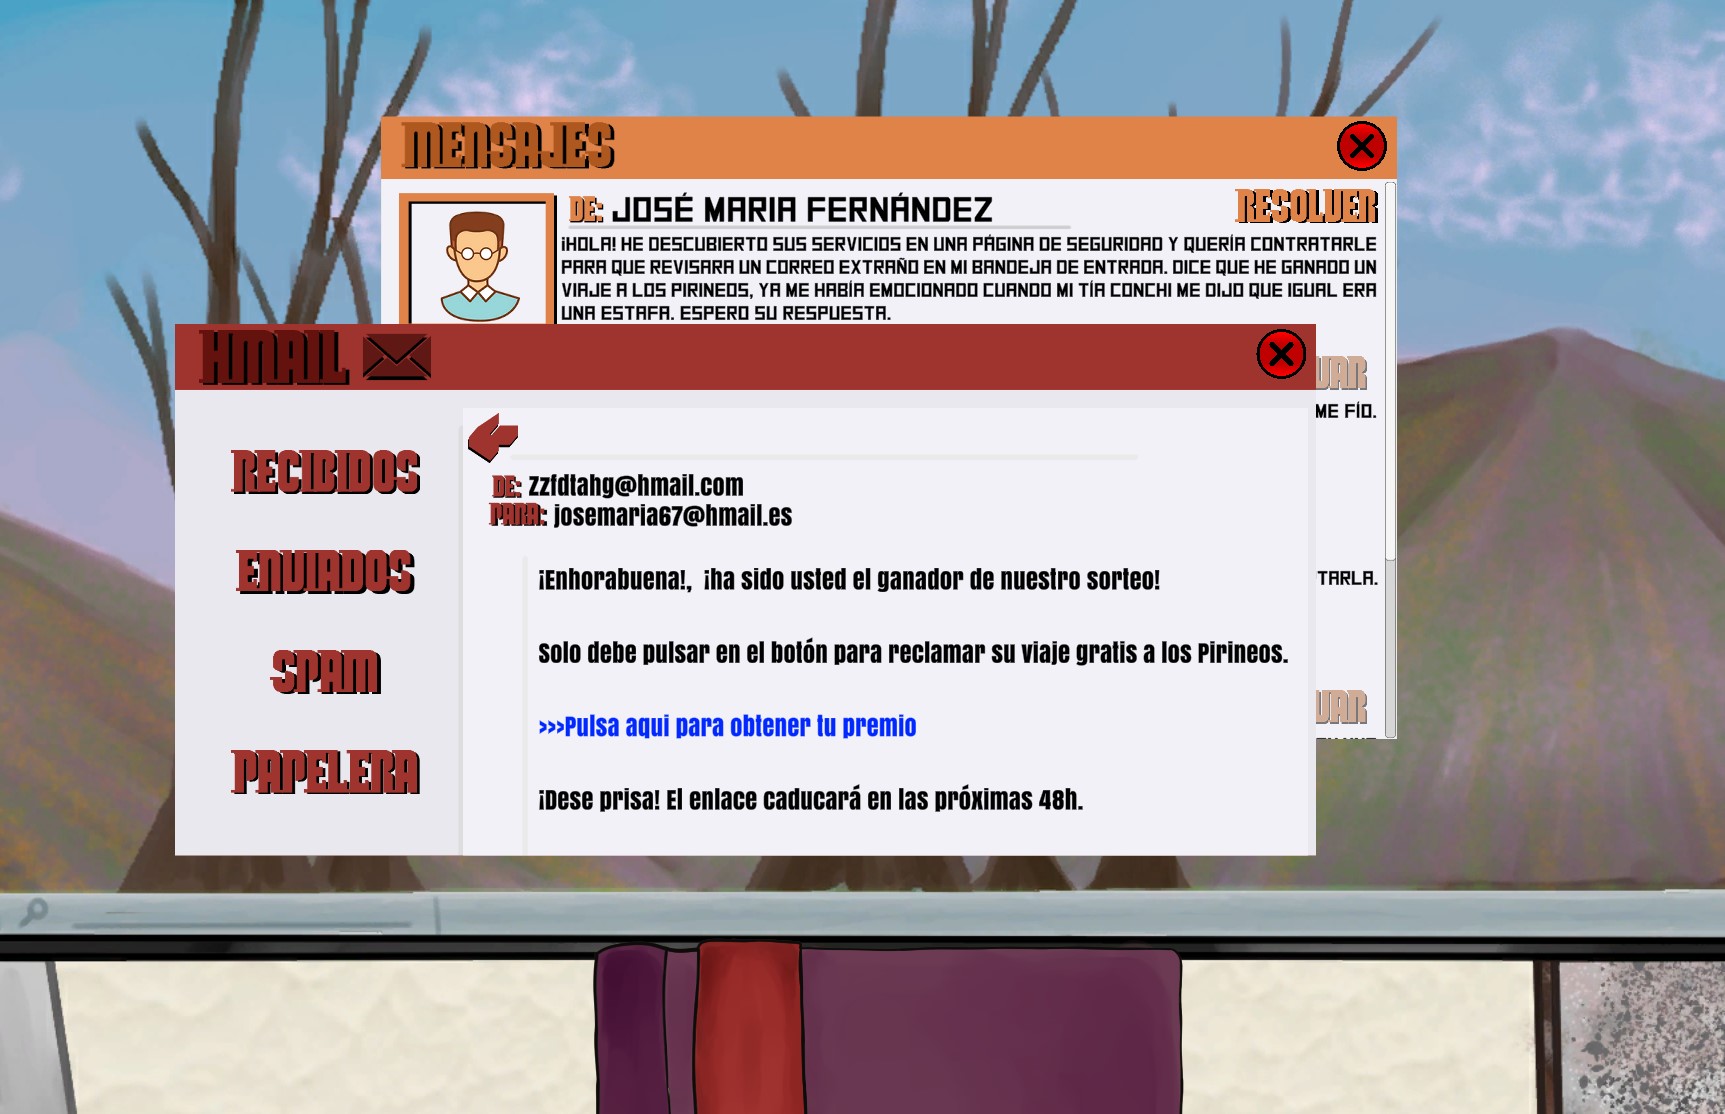 MENSAJES
DE: JOSÉ MARIA FERNÁNDEZ
RESOLVER
¡HOLA! HE DESCUBIERTO SUS SERVICIOS EN UNA PÁGINA DE SEGURIDAD Y QUERÍA CONTRATARLE
PARA QUE REVISARA UN CORREO EXTRAÑO EN MI BANDEJA DE ENTRADA. DICE QUE HE GANADO UN
VIAJE A LOS PIRINEOS, YA ME HABÍA EMOCIONADO CUANDO MI TÍA CONCHI ME DIJO QUE IGUAL ERA
UNA ESTAFA. ESPERO SU RESPUESTA.
ME FÍO.
TARLA.
HMAIL
RECIBIDOS
ENVIADOS
SPAM
PAPELERA
DE: zzfdtahg@hmail.com
PARA: josemaria67@hmail.es
¡Enhorabuena!, ¡ha sido usted el ganador de nuestro sorteo!
Solo debe pulsar en el botón para reclamar su viaje gratis a los Pirineos.
>>>Pulsa aqui para obtener tu premio
¡Dese prisa! El enlace caducará en las próximas 48h.